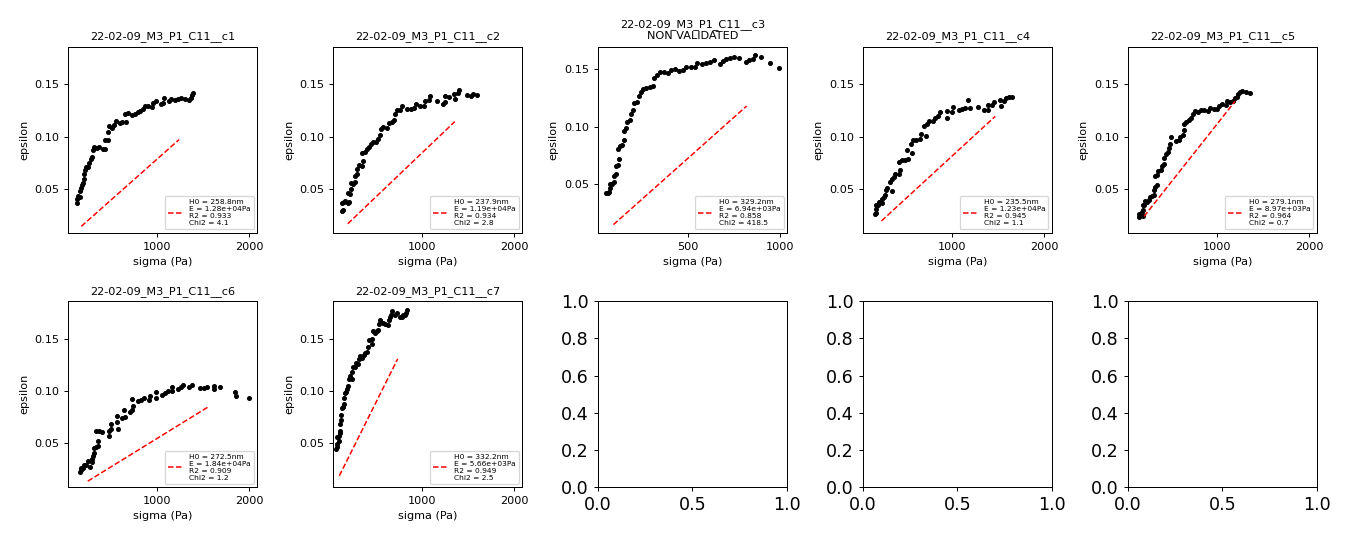 22-02-09_M3_P1_C11__c1
0.15
0.10
0.05
epsilon
1000
2000
sigma (Pa)
H0 = 258.8nm
E = 1.28e+04Pa
R2 = 0.933
Chi2 = 4.1
22-02-09_M3_P1_C11__c2
0.15
0.10
0.05
epsilon
1000
2000
sigma (Pa)
H0 = 237.9nm
E = 1.19e+04Pa
R2 = 0.934
Chi2 = 2.8
22-02-09_M3_P1_C11__c3
NON VALIDATED
0.15
0.10
0.05
epsilon
500
1000
sigma (Pa)
H0 = 329.2nm
E = 6.94e+03Pa
R2 = 0.858
Chi2 = 418.5
22-02-09_M3_P1_C11__c4
0.15
0.10
0.05
epsilon
1000
2000
sigma (Pa)
H0 = 235.5nm
E = 1.23e+04Pa
R2 = 0.945
Chi2 = 1.1
22-02-09_M3_P1_C11__c5
0.15
0.10
0.05
epsilon
1000
2000
sigma (Pa)
H0 = 279.1nm
E = 8.97e+03Pa
R2 = 0.964
Chi2 = 0.7
22-02-09_M3_P1_C11__c6
0.15
0.10
0.05
epsilon
1000
2000
sigma (Pa)
H0 = 272.5nm
E = 1.84e+04Pa
R2 = 0.909
Chi2 = 1.2
22-02-09_M3_P1_C11__c7
0.15
0.10
0.05
epsilon
1000
2000
sigma (Pa)
H0 = 332.2nm
E = 5.66e+03Pa
R2 = 0.949
Chi2 = 2.5
1.0
0.8
0.6
0.4
0.2
0.0
0.0
0.5
1.0
1.0
0.8
0.6
0.4
0.2
0.0
0.0
0.5
1.0
1.0
0.8
0.6
0.4
0.2
0.0
0.0
0.5
1.0